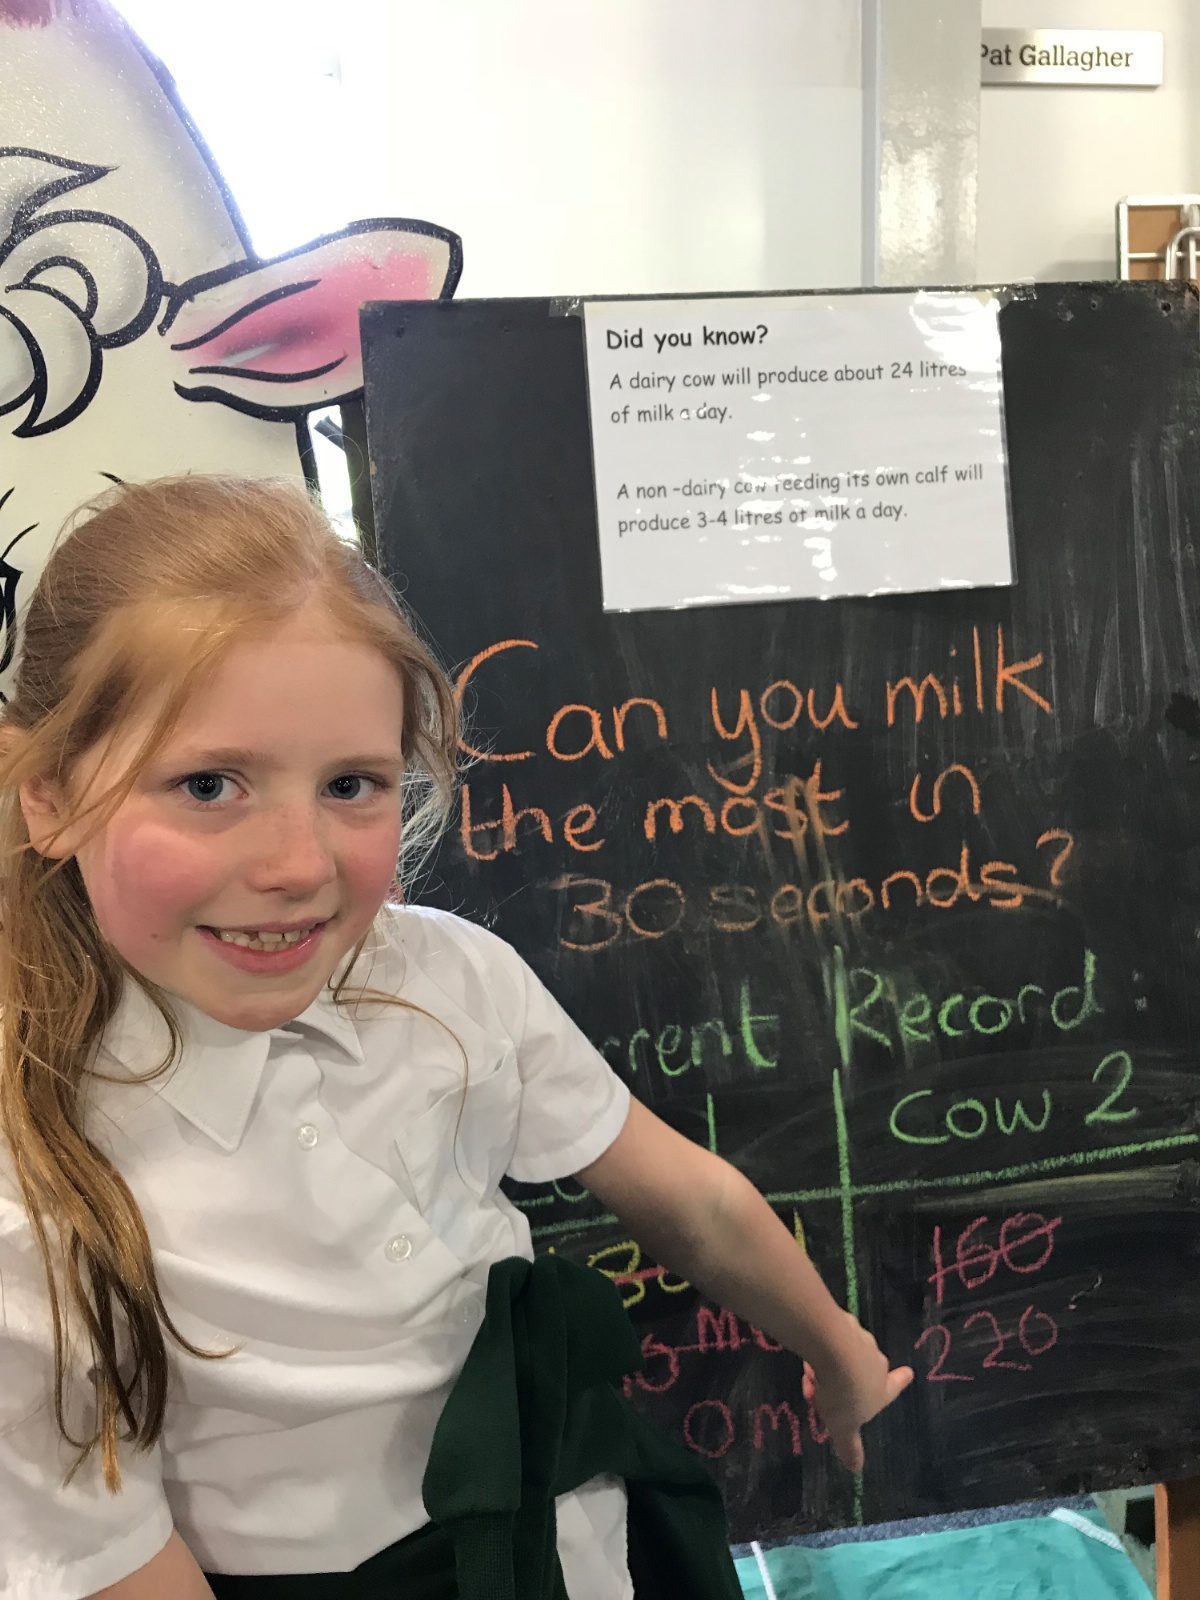 Pat Gallagher
Did you know?
A dairy cow will produce about 24 litres
of milk a day.
A non-dairy cow feeding its own calf will
produce 3-4 litres of milk a day.
Can you milk
the most in
30 seconds?
Record:
Cow 2
160
220
0ml